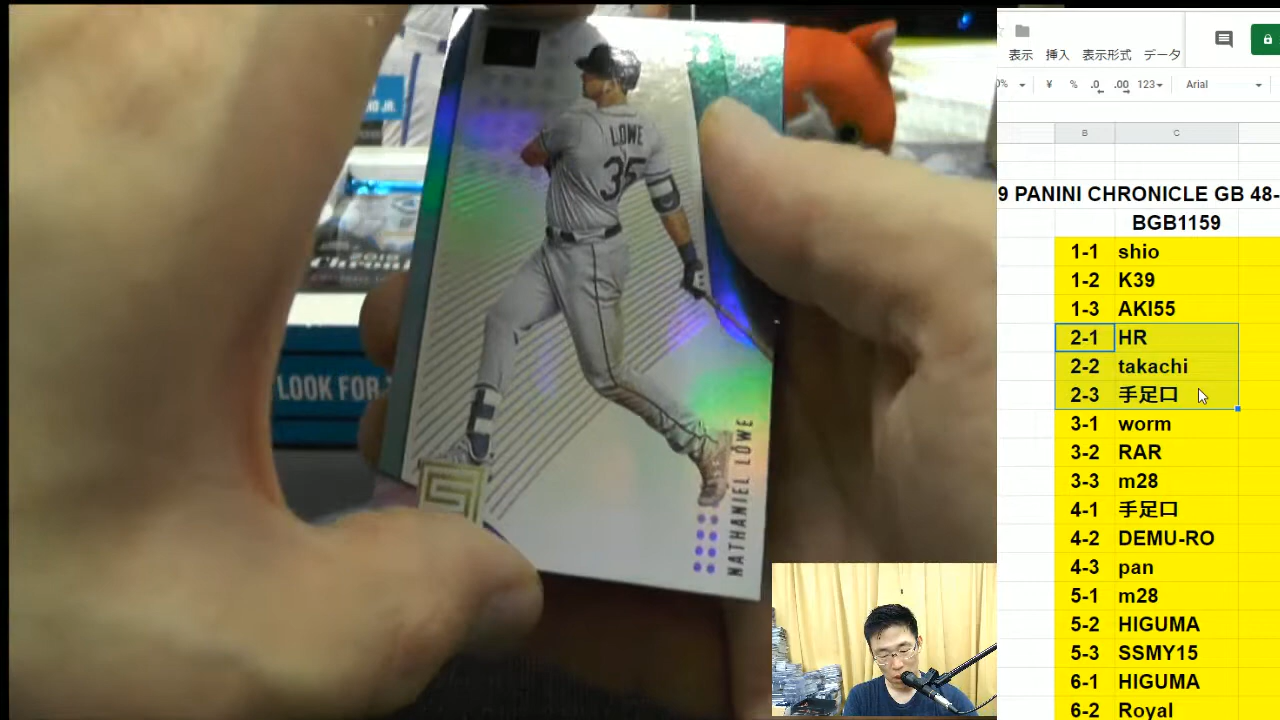 LOWE
35
NATHANIEL LOWE
LOOK FOR
2019
表示 挿入 表示形式 データ
¥ % .0 .00 123 Arial
B C
9 PANINI CHRONICLE GB 48-
BGB1159
1-1 shio
1-2 K39
1-3 AKI55
2-1 HR
2-2 takachi
2-3 手足口
3-1 worm
3-2 RAR
3-3 m28
4-1 手足口
4-2 DEMU-RO
4-3 pan
5-1 m28
5-2 HIGUMA
5-3 SSMY15
6-1 HIGUMA
6-2 Royal